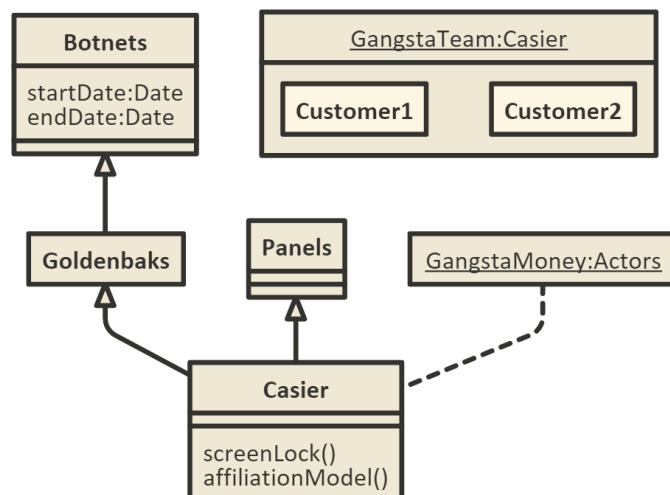 Botnets
startDate:Date
endDate:Date
GangstaTeam:Casier
Customer1
Customer2
Goldenbaks
Panels
GangstaMoney:Actors
Casier
screenLock()
affiliationModel()